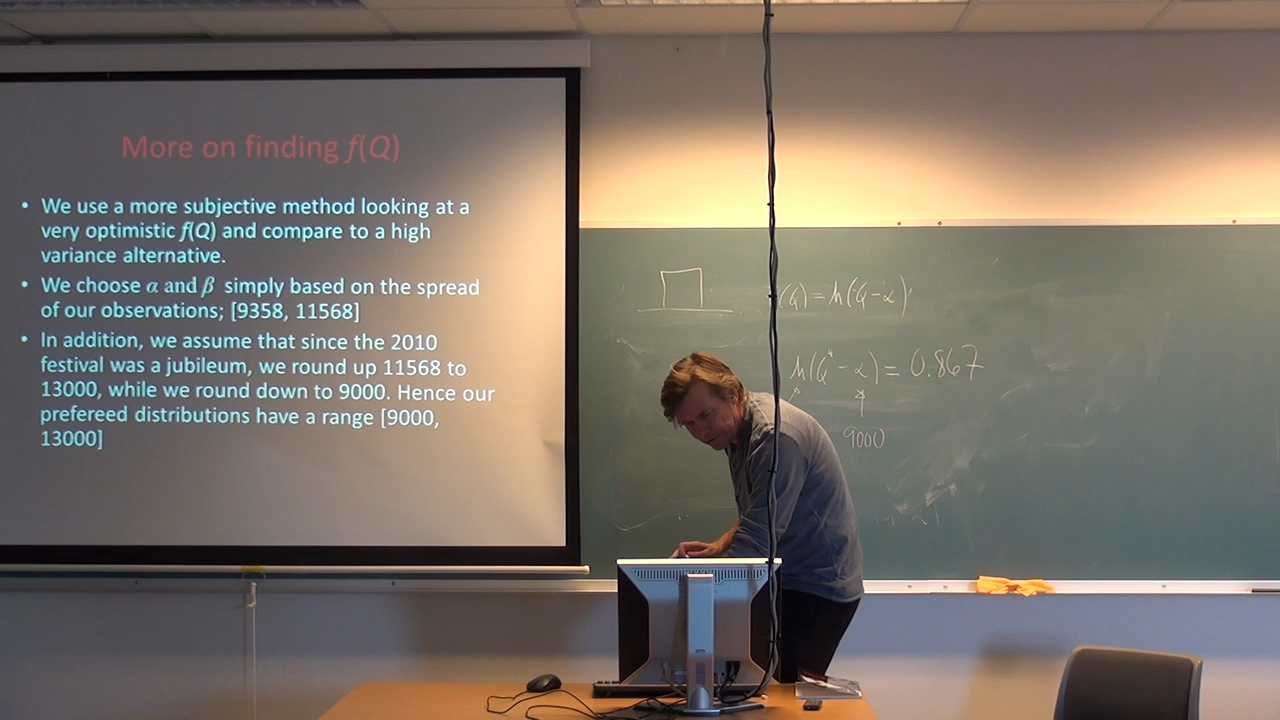 More on finding f(Q)
• We use a more subjective method looking at a
very optimistic f(Q) and compare to a high
variance alternative.
• We choose α and β simply based on the spread
of our observations; [9358, 11568]
• In addition, we assume that since the 2010
festival was a jubileum, we round up 11568 to
13000, while we round down to 9000. Hence our
prefereed distributions have a range [9000,
13000]
(Q) = h(Q-α)
h(Q* - α) = 0.867
9000